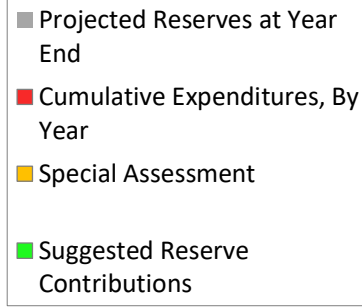 Projected Reserves at Year
End
Cumulative Expenditures, By
Year
Special Assessment
Suggested Reserve
Contributions